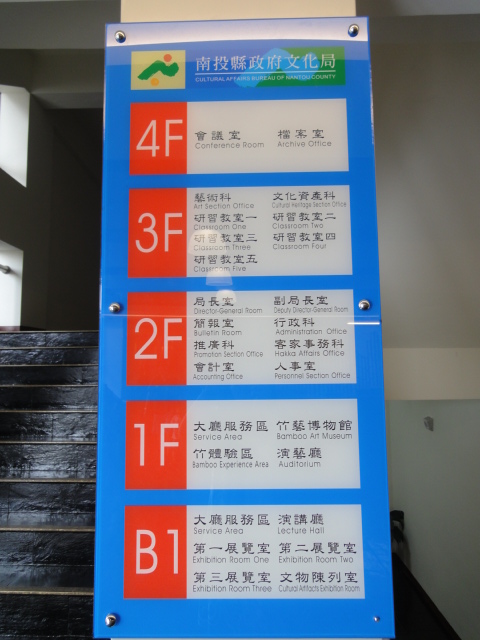 南投縣政府文化局
CULTURAL AFFAIRS BUREAU OF NANTOU COUNTY
4F
會議室 檔案室
Conference Room Archive Office
3F
藝術科 文化資產科
Art Section Office Cultural Heritage Section Office
研習教室一 研習教室二
Classroom One Classroom Two
研習教室三 研習教室四
Classroom Three Classroom Four
研習教室五
Classroom Five
2F
局長室 副局長室
Director-General Room Deputy Director-General Room
簡報室 行政科
Bulletin Room Administration Office
推廣科 客家事務科
Promotion Section Office Hakka Affairs Office
會計室 人事室
Accounting Office Personnel Section Office
1F
大廳服務區 竹藝博物館
Service Area Bamboo Art Museum
竹體驗區 演藝廳
Bamboo Experience Area Auditorium
B1
大廳服務區 演講廳
Service Area Lecture Hall
第一展覽室 第二展覽室
Exhibition Room One Exhibition Room Two
第三展覽室 文物陳列室
Exhibition Room Three Cultural Artifacts Exhibition Room